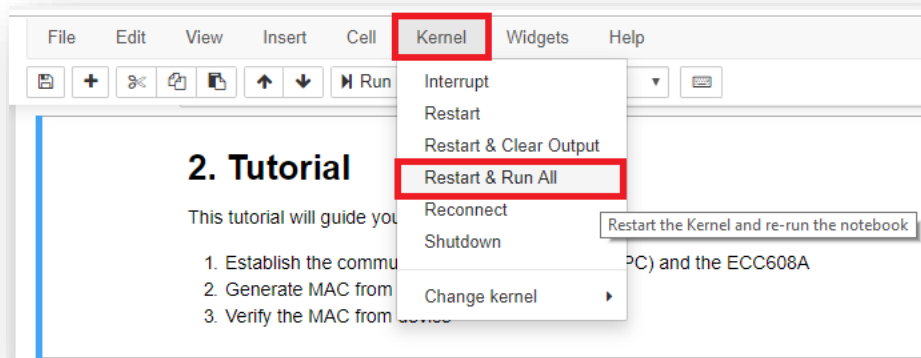 File Edit View Insert Cell Kernel Widgets Help
Run
Interrupt
Restart
Restart & Clear Output
Restart & Run All
Reconnect
Shutdown
Change kernel
Restart the Kernel and re-run the notebook
2. Tutorial
This tutorial will guide you
1. Establish the commu PC) and the ECC608A
2. Generate MAC from
3. Verify the MAC from device